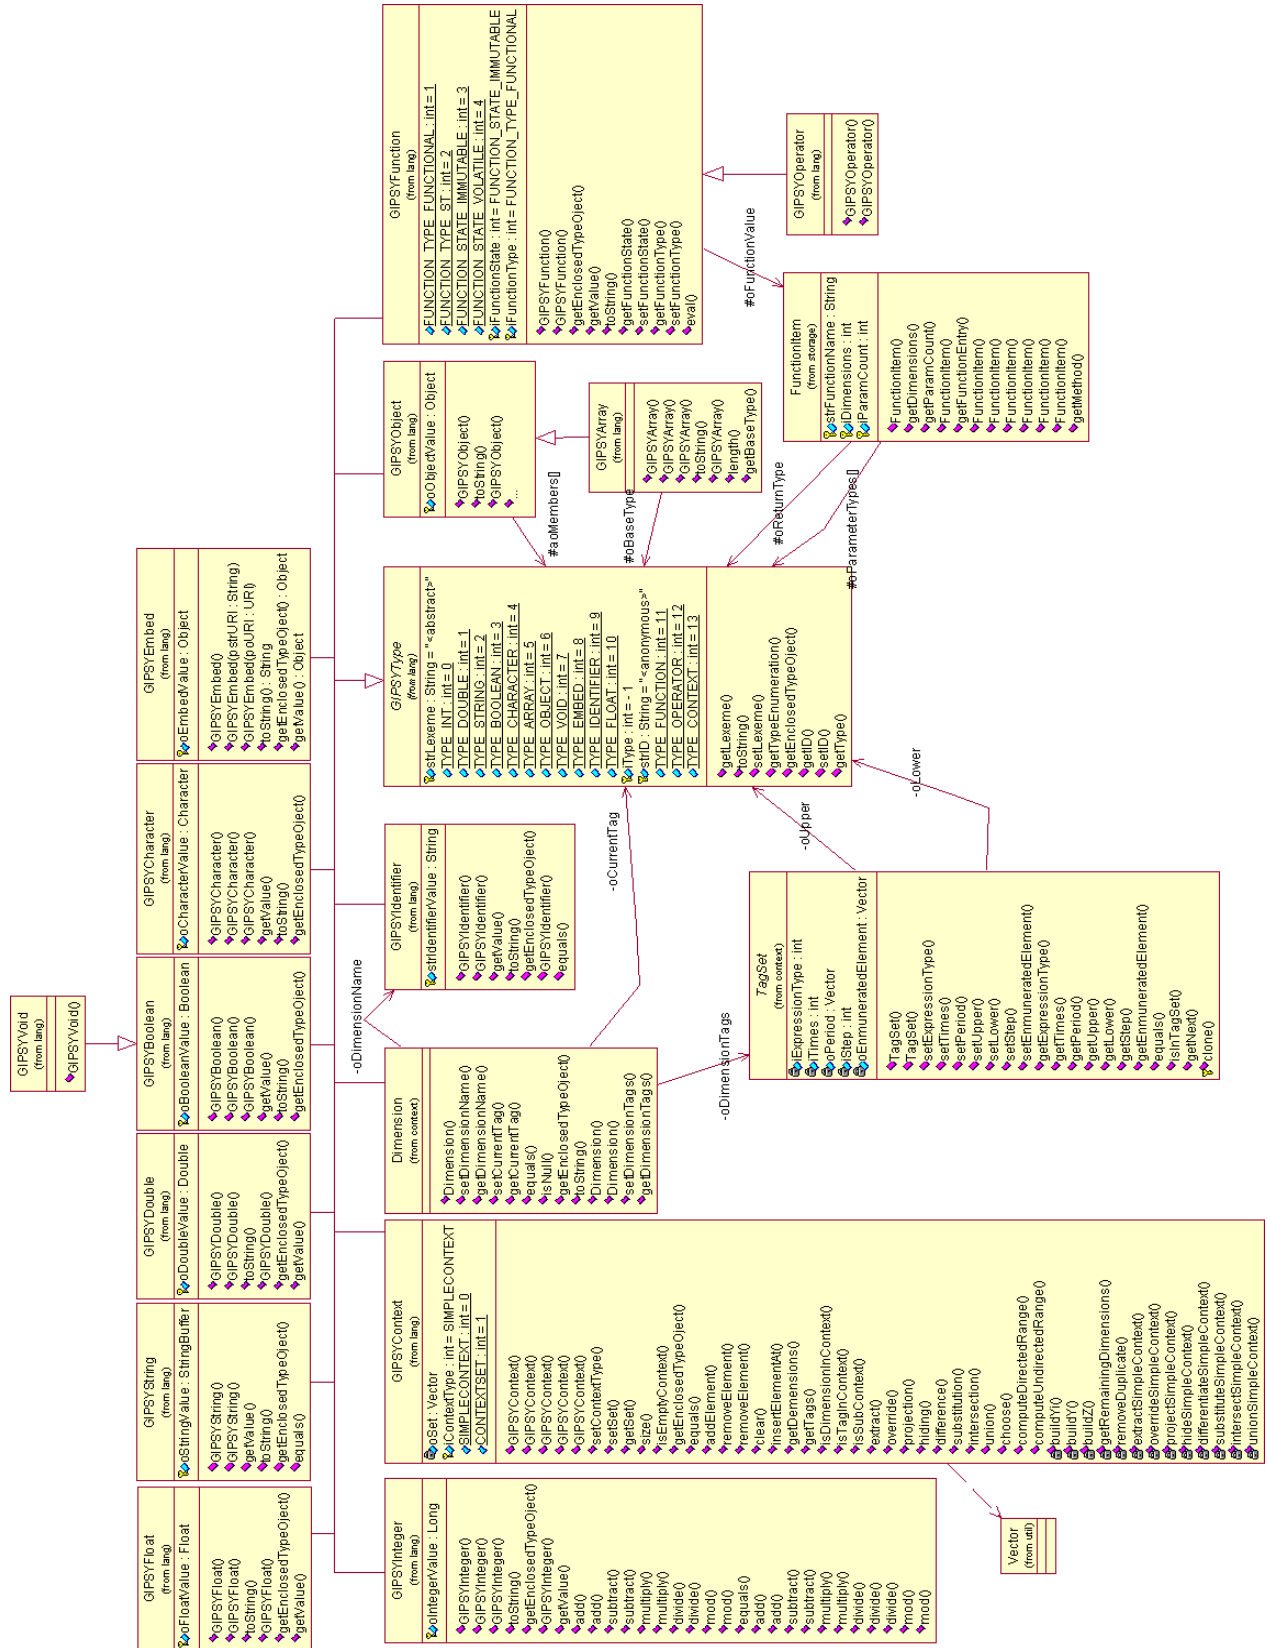 GIPSYVoid
(from lang)
GIPSYVoid()
GIPSYFloat
(from lang)
oFloatValue : Float
GIPSYFloat()
GIPSYFloat()
toString()
GIPSYFloat()
getEnclosedTypeOject()
getValue()
GIPSYString
(from lang)
oStringValue : StringBuffer
GIPSYString()
GIPSYString()
getValue()
toString()
getEnclosedTypeOject()
equals()
GIPSYDouble
(from lang)
oDoubleValue : Double
GIPSYDouble()
GIPSYDouble()
toString()
GIPSYDouble()
getEnclosedTypeOject()
getValue()
GIPSYBoolean
(from lang)
oBooleanValue : Boolean
GIPSYBoolean()
GIPSYBoolean()
GIPSYBoolean()
getValue()
toString()
getEnclosedTypeOject()
GIPSYCharacter
(from lang)
oCharacterValue : Character
GIPSYCharacter()
GIPSYCharacter()
GIPSYCharacter()
getValue()
toString()
getEnclosedTypeOject()
GIPSYEmbed
(from lang)
oEmbedValue : Object
GIPSYEmbed()
GIPSYEmbed(pstrURI : String)
GIPSYEmbed(poURI : URI)
toString() : String
getEnclosedTypeOject() : Object
getValue() : Object
GIPSYInteger
(from lang)
oIntegerValue : Long
GIPSYInteger()
GIPSYInteger()
GIPSYInteger()
toString()
getEnclosedTypeOject()
GIPSYInteger()
getValue()
add()
add()
subtract()
subtract()
multiply()
multiply()
divide()
divide()
mod()
mod()
equals()
add()
add()
subtract()
subtract()
multiply()
multiply()
divide()
divide()
mod()
mod()
GIPSYContext
(from lang)
oSet : Vector
iContextType : int = SIMPLECONTEXT
SIMPLECONTEXT : int = 0
CONTEXTSET : int = 1
GIPSYContext()
GIPSYContext()
GIPSYContext()
GIPSYContext()
GIPSYContext()
setContextType()
setSet()
getSet()
size()
isEmptyContext()
getEnclosedTypeOject()
equals()
addElement()
removeElement()
removeElement()
clear()
insertElementAt()
getDemensions()
getTags()
isDimensionInContext()
isTagInContext()
isSubContext()
extract()
override()
projection()
hiding()
difference()
substitution()
intersection()
union()
choose()
computeDirectedRange()
computeUndirectedRange()
buildYi()
buildY()
buildZ()
getRemainingDimensions()
removeDuplicate()
extractSimpleContext()
overrideSimpleContext()
projectSimpleContext()
hideSimpleContext()
differentiateSimpleContext()
substituteSimpleContext()
intersectSimpleContext()
unionSimpleContext()
Vector
(from util)
-oDimensionName
Dimension
(from context)
Dimension()
setDimensionName()
getDimensionName()
setCurrentTag()
getCurrentTag()
equals()
isNull()
getEnclosedTypeOject()
toString()
Dimension()
Dimension()
setDimensionTags()
getDimensionTags()
-oDimensionTags
GIPSYIdentifier
(from lang)
strIdentifierValue : String
GIPSYIdentifier()
GIPSYIdentifier()
getValue()
toString()
getEnclosedTypeOject()
GIPSYIdentifier()
equals()
-oCurrentTag
TagSet
(from context)
iExpressionType : int
iTimes : int
oPeriod : Vector
iStep : int
oEnmuneratedElement : Vector
TagSet()
TagSet()
setExpressionType()
setTimes()
setPeriod()
setUpper()
setLower()
setStep()
setEnmuneratedElement()
getExpressionType()
getTimes()
getPeriod()
getUpper()
getLower()
getStep()
getEnmuneratedElement()
equals()
IsInTagSet()
getNext()
clone()
-oUpper
-oLower
GIPSYType
(from lang)
strLexeme : String = "<abstract>"
TYPE_INT : int = 0
TYPE_DOUBLE : int = 1
TYPE_STRING : int = 2
TYPE_BOOLEAN : int = 3
TYPE_CHARACTER : int = 4
TYPE_ARRAY : int = 5
TYPE_OBJECT : int = 6
TYPE_VOID : int = 7
TYPE_EMBED : int = 8
TYPE_IDENTIFIER : int = 9
TYPE_FLOAT : int = 10
iType : int = - 1
strID : String = "<anonymous>"
TYPE_FUNCTION : int = 11
TYPE_OPERATOR : int = 12
TYPE_CONTEXT : int = 13
getLexeme()
toString()
setLexeme()
getTypeEnumeration()
getEnclosedTypeOject()
getID()
setID()
getType()
GIPSYObject
(from lang)
oObjectValue : Object
GIPSYObject()
toString()
GIPSYObject()
...
#aoMembers[]
GIPSYArray
(from lang)
GIPSYArray()
GIPSYArray()
GIPSYArray()
toString()
GIPSYArray()
length()
getBaseType()
#oBaseType
#oReturnType
#oParameterTypes[]
GIPSYFunction
(from lang)
FUNCTION_TYPE_FUNCTIONAL : int = 1
FUNCTION_TYPE_ST : int = 2
FUNCTION_STATE_IMMUTABLE : int = 3
FUNCTION_STATE_VOLATILE : int = 4
iFunctionState : int = FUNCTION_STATE_IMMUTABLE
iFunctionType : int = FUNCTION_TYPE_FUNCTIONAL
GIPSYFunction()
GIPSYFunction()
getEnclosedTypeOject()
getValue()
toString()
getFunctionState()
setFunctionState()
getFunctionType()
setFunctionType()
eval()
#oFunctionValue
FunctionItem
(from storage)
strFunctionName : String
iDimensions : int
iParamCount : int
FunctionItem()
getDimensions()
getParamCount()
FunctionItem()
getFunctionEntry()
FunctionItem()
FunctionItem()
FunctionItem()
FunctionItem()
FunctionItem()
FunctionItem()
getMethod()
GIPSYOperator
(from lang)
GIPSYOperator()
GIPSYOperator()